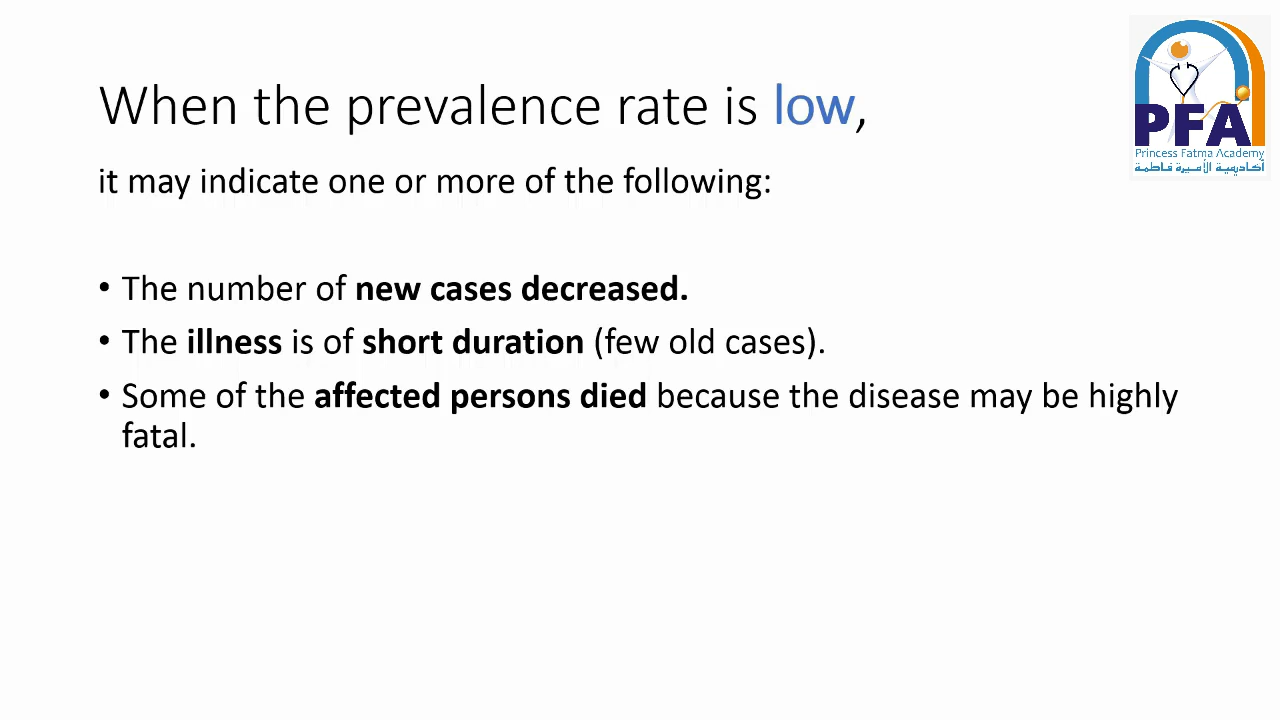 When the prevalence rate is low,
it may indicate one or more of the following:
• The number of new cases decreased.
• The illness is of short duration (few old cases).
• Some of the affected persons died because the disease may be highly
fatal.
PFA
Princess Fatma Academy
أكاديمية الأميرة فاطمة